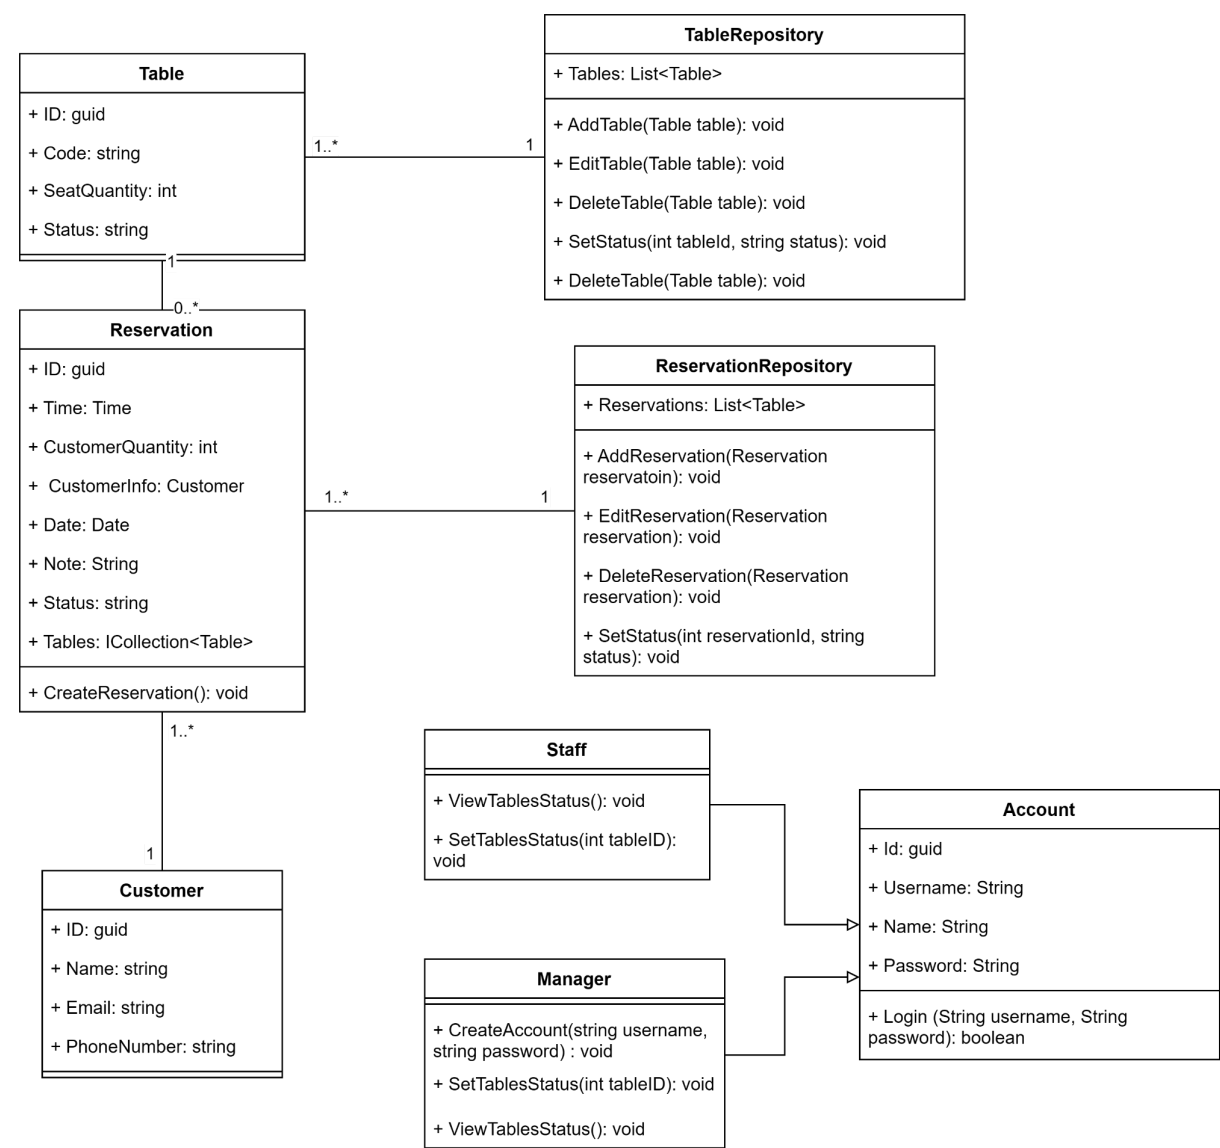 Table
+ ID: guid
+ Code: string
+ SeatQuantity: int
+ Status: string
1..*
1
TableRepository
+ Tables: List<Table>
+ AddTable(Table table): void
+ EditTable(Table table): void
+ DeleteTable(Table table): void
+ SetStatus(int tableId, string status): void
+ DeleteTable(Table table): void
1
0..*
Reservation
+ ID: guid
+ Time: Time
+ CustomerQuantity: int
+  CustomerInfo: Customer
+ Date: Date
+ Note: String
+ Status: string
+ Tables: ICollection<Table>
+ CreateReservation(): void
1..*
1
ReservationRepository
+ Reservations: List<Table>
+ AddReservation(Reservation
reservatoin): void
+ EditReservation(Reservation
reservation): void
+ DeleteReservation(Reservation
reservation): void
+ SetStatus(int reservationId, string
status): void
1..*
1
Customer
+ ID: guid
+ Name: string
+ Email: string
+ PhoneNumber: string
Staff
+ ViewTablesStatus(): void
+ SetTablesStatus(int tableID):
void
Manager
+ CreateAccount(string username,
string password) : void
+ SetTablesStatus(int tableID): void
+ ViewTablesStatus(): void
Account
+ Id: guid
+ Username: String
+ Name: String
+ Password: String
+ Login (String username, String
password): boolean